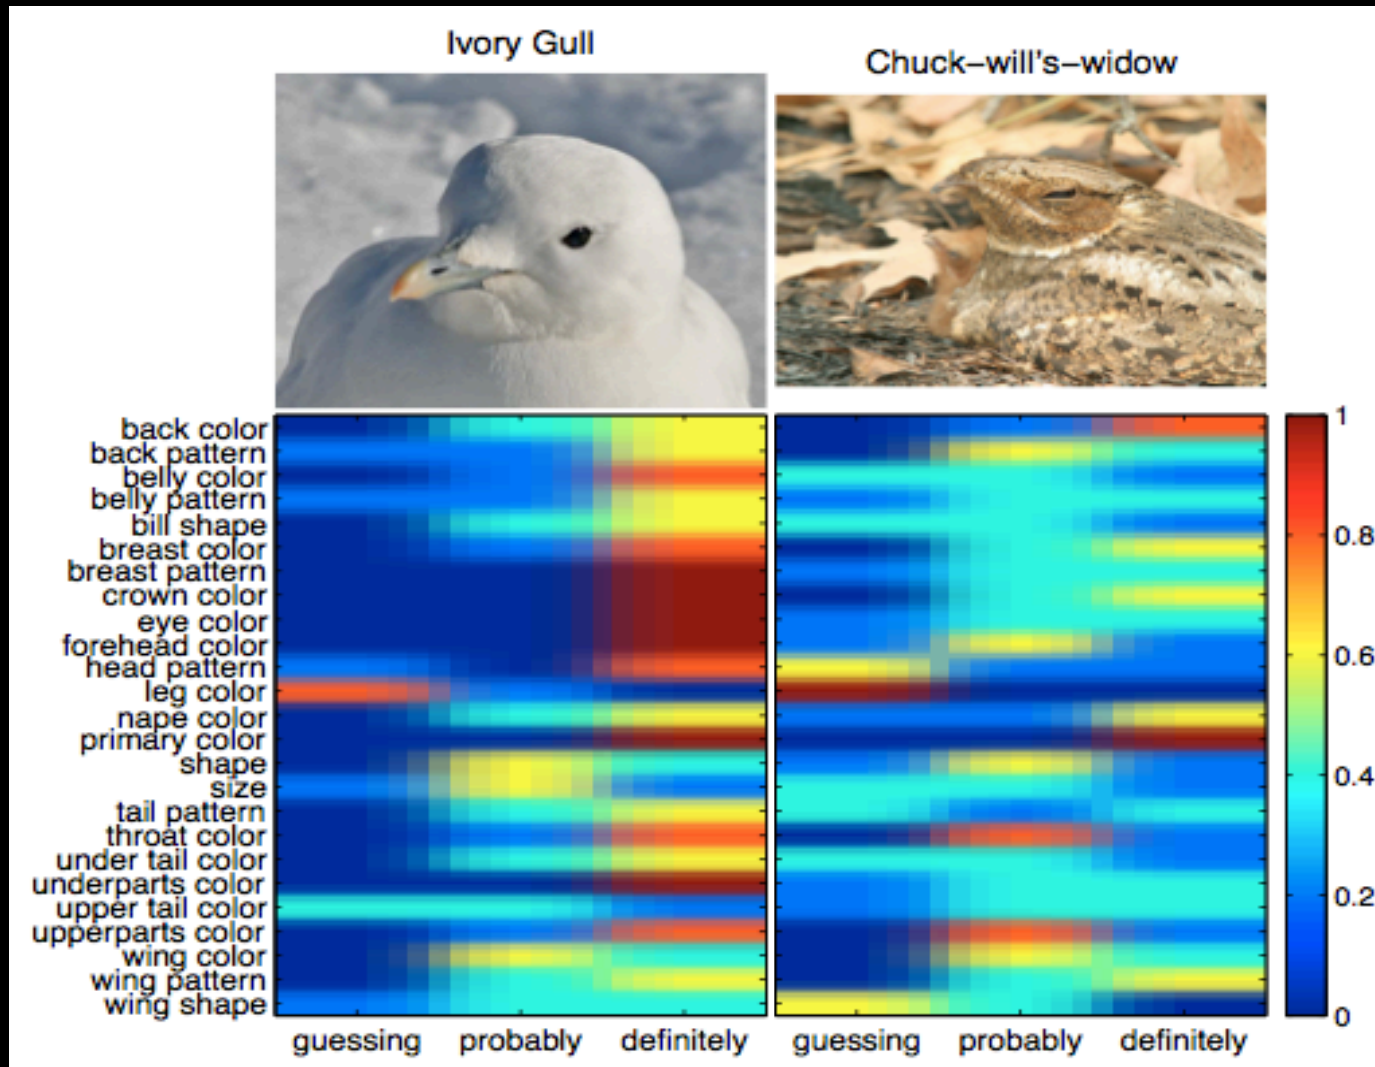 Ivory Gull
Chuck-will's-widow
back color
back pattern
belly color
belly pattern
bill shape
breast color
breast pattern
crown color
eye color
forehead color
head pattern
leg color
nape color
primary color
shape
size
tail pattern
throat color
under tail color
underparts color
upper tail color
upperparts color
wing color
wing pattern
wing shape
guessing probably definitely
guessing probably definitely
1
0.8
0.6
0.4
0.2
0